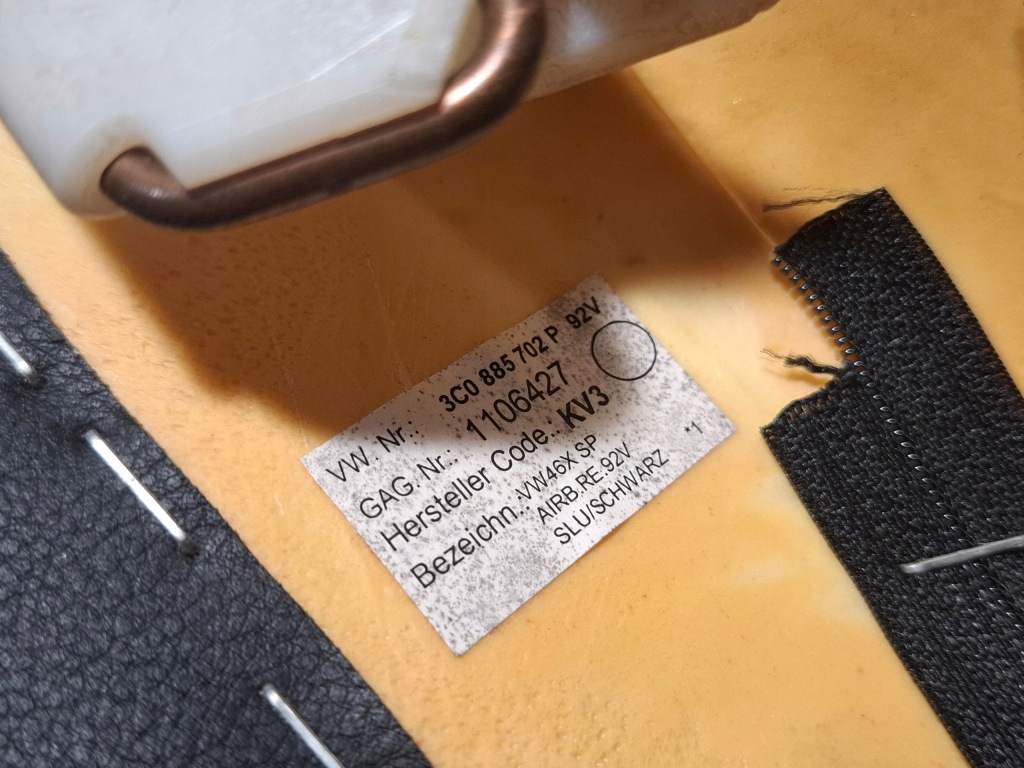 VW. Nr.: 3C0 885 702 P 92V
GAG. Nr.: 1106427
Hersteller Code: KV3
Bezeichn.: VW46X SP
AIRB.RE.92V
SLU/SCHWARZ *1